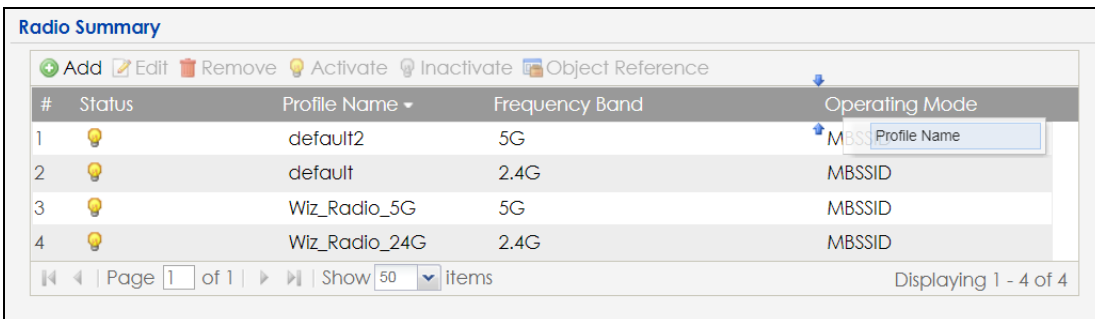 Radio Summary
Add Edit Remove Activate Inactivate Object Reference
# Status Profile Name Frequency Band Operating Mode
1 default2 5G MBSSID Profile Name
2 default 2.4G MBSSID
3 Wiz_Radio_5G 5G MBSSID
4 Wiz_Radio_24G 2.4G MBSSID
Page 1 of 1 Show 50 items Displaying 1 - 4 of 4